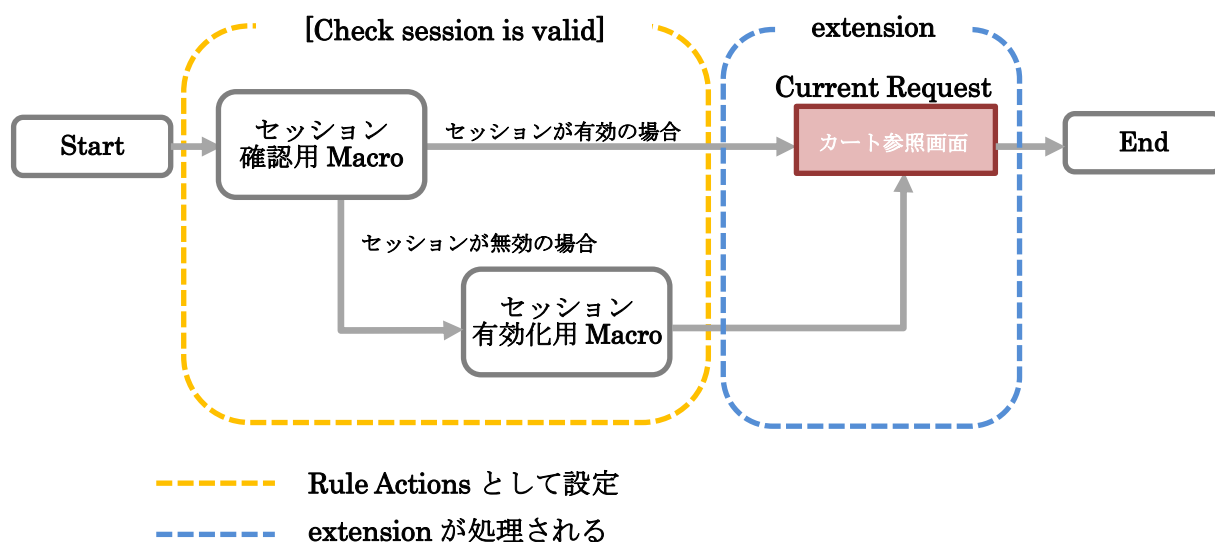 [Check session is valid]
extension
Current Request
Start
セッション
確認用 Macro
セッションが有効の場合
カート参照画面
End
セッションが無効の場合
セッション
有効化用 Macro
Rule Actions として設定
extension が処理される